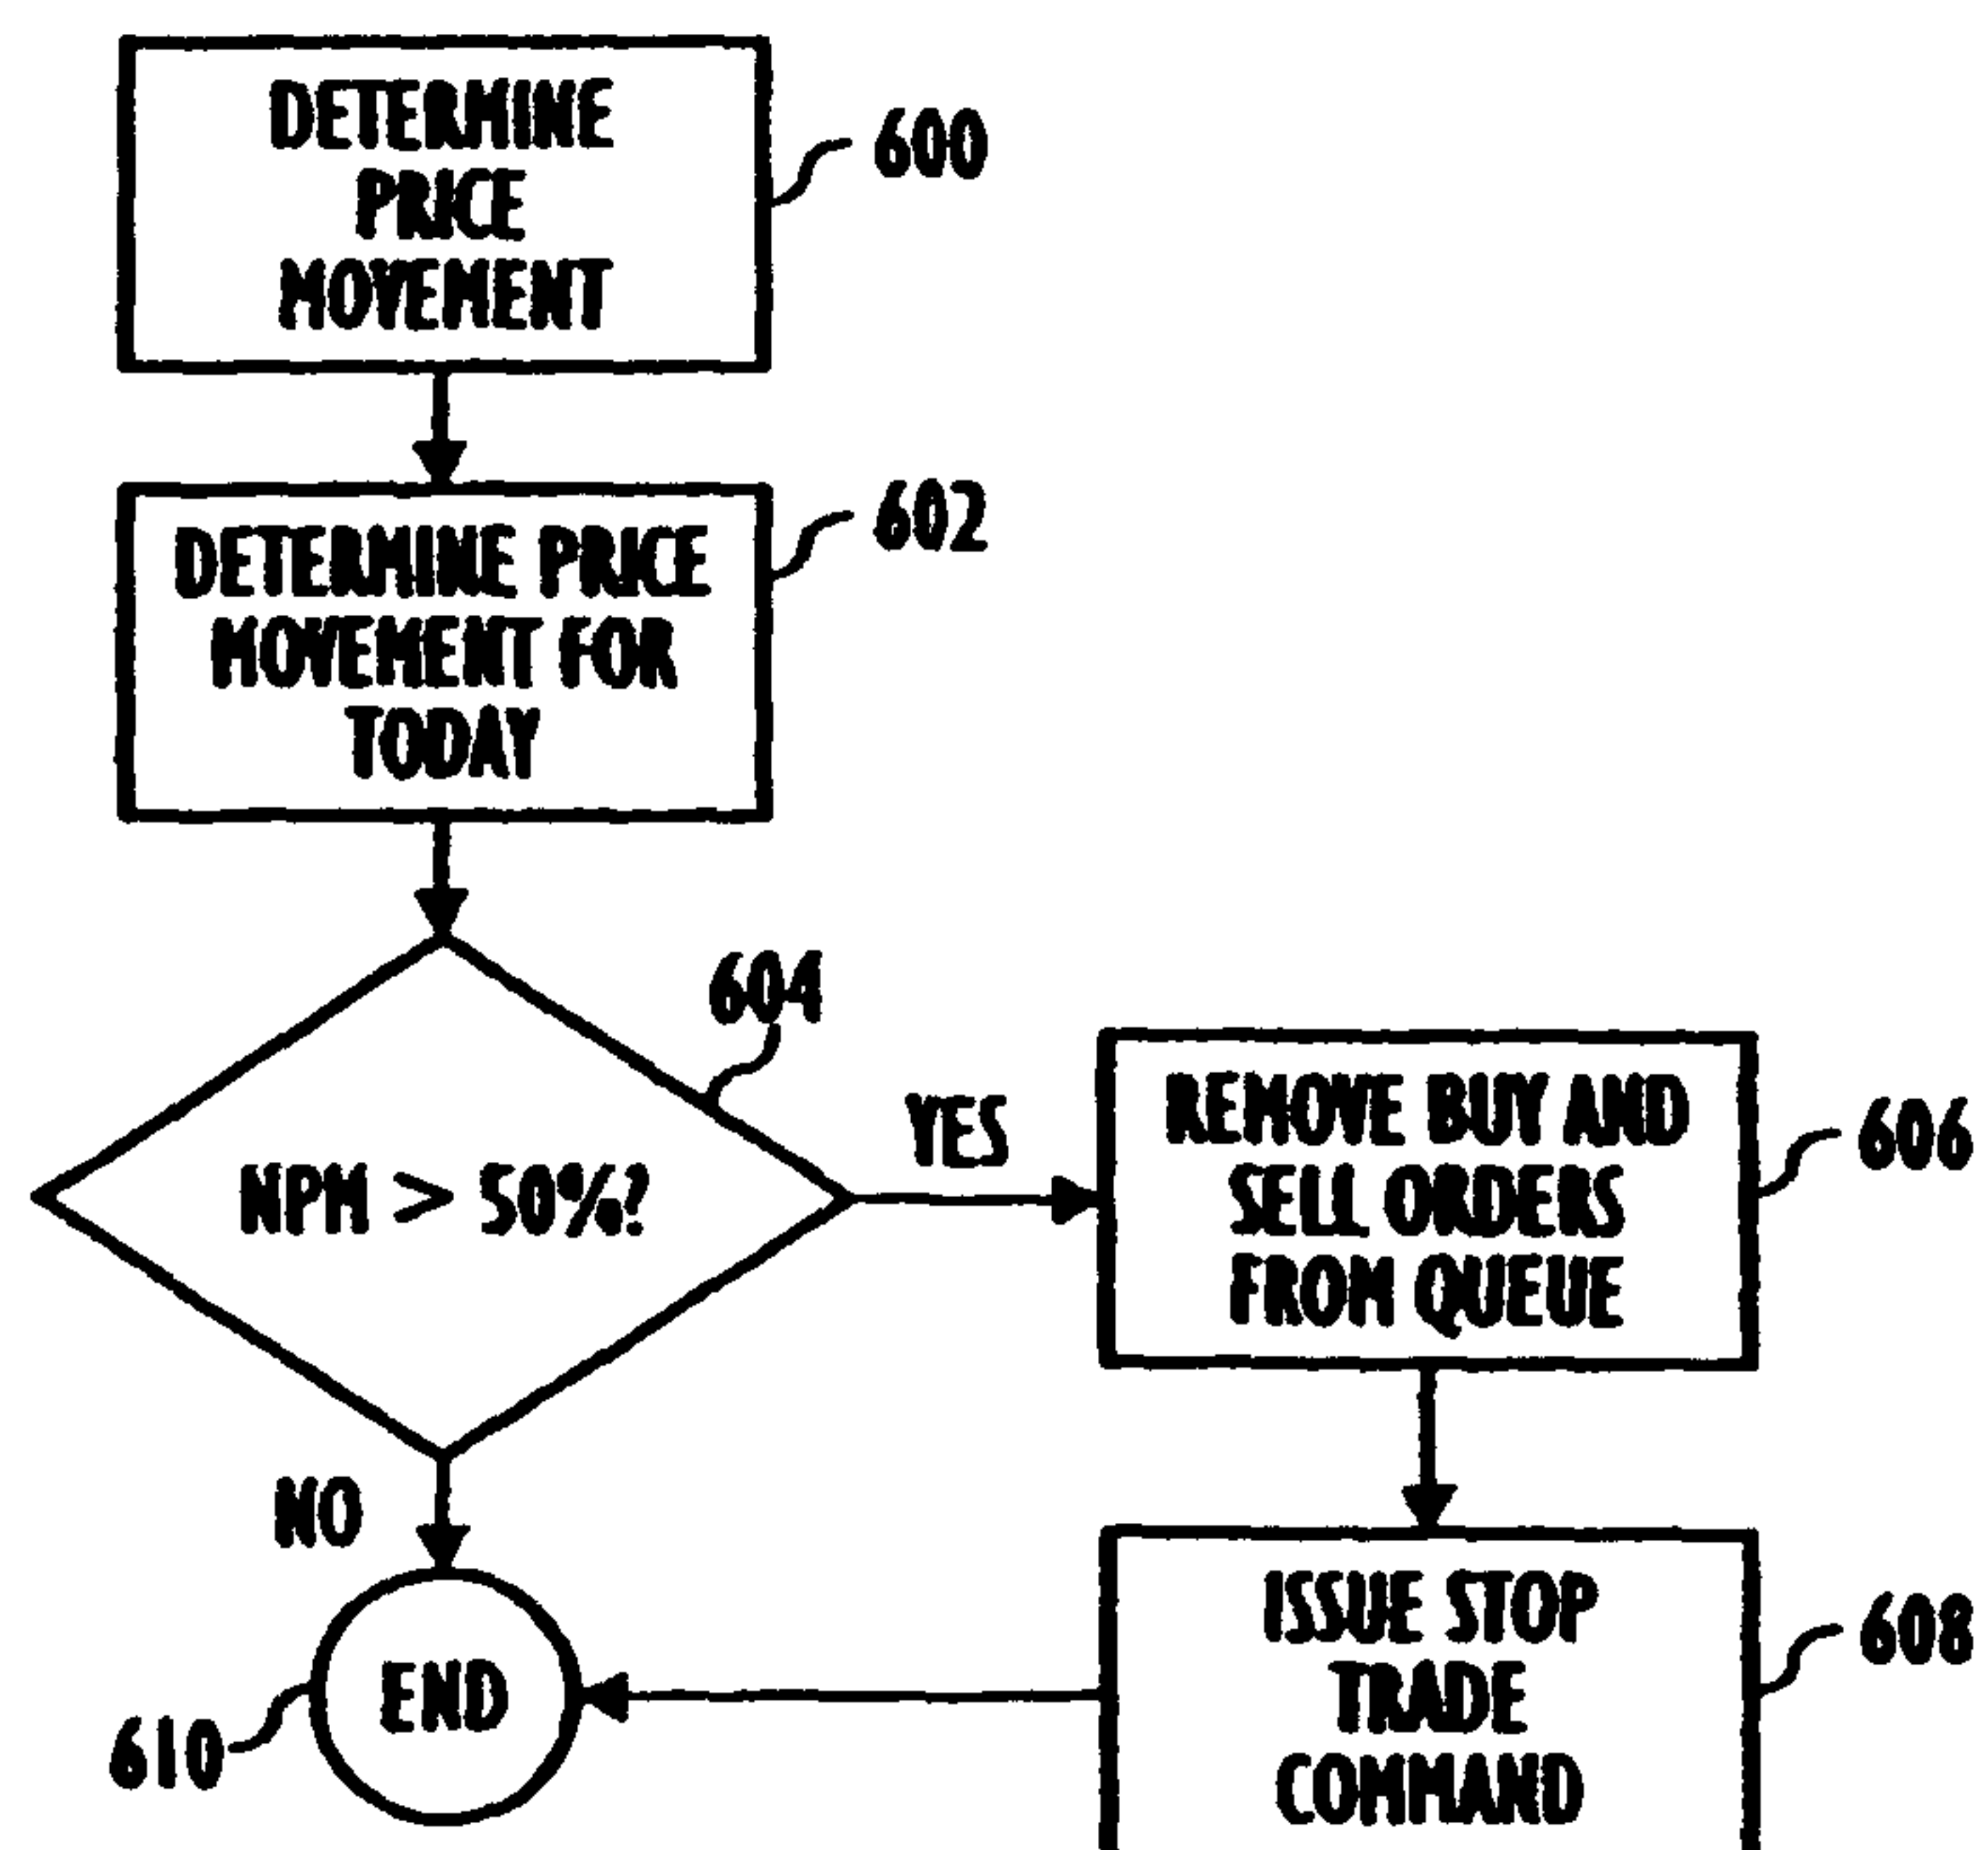 DETERMINE
PRICE
MOVEMENT
600
DETERMINE PRICE
MOVEMENT FOR
TODAY
602
604
NPM > 50%?
YES
REMOVE BUY AND
SELL ORDERS
FROM QUEUE
606
NO
ISSUE STOP
TRADE
COMMAND
608
END
610